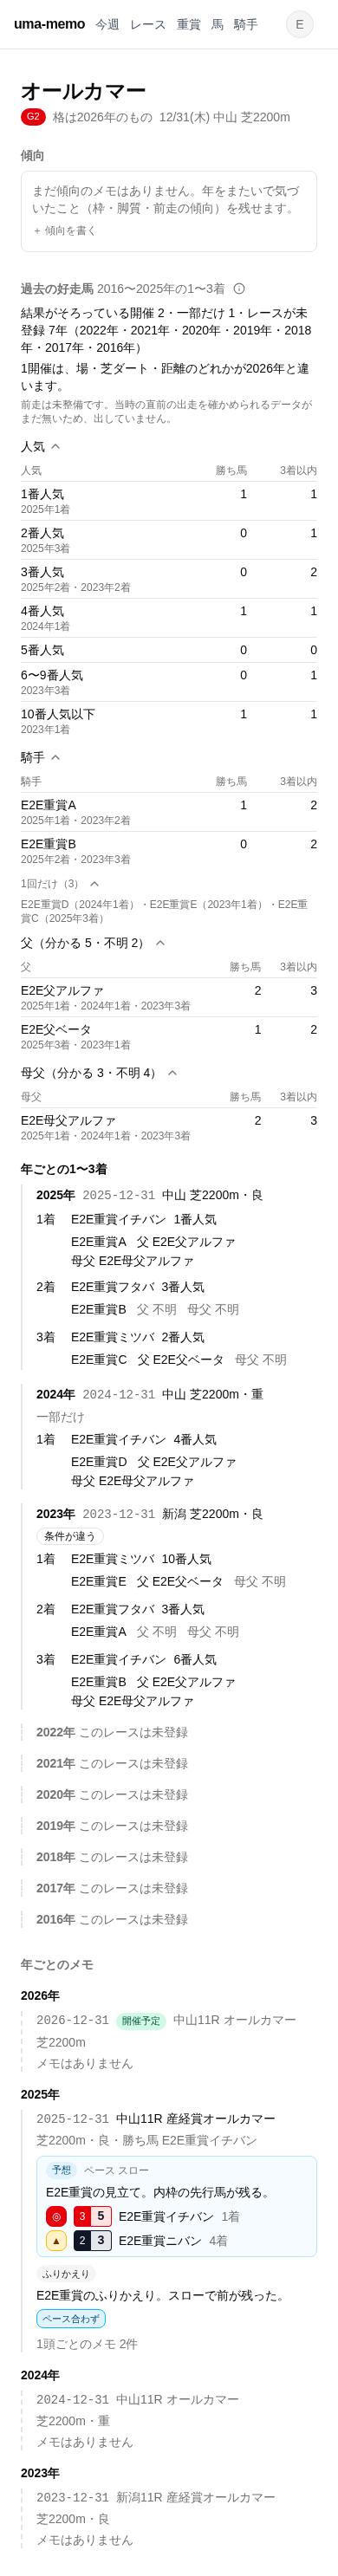 uma-memo 今週 レース 重賞 馬 騎手 E
オールカマー
G2 格は2026年のもの 12/31(木) 中山 芝2200m
傾向
まだ傾向のメモはありません。年をまたいで気づ
いたこと（枠・脚質・前走の傾向）を残せます。
＋ 傾向を書く
過去の好走馬 2016〜2025年の1〜3着
結果がそろっている開催 2・一部だけ 1・レースが未
登録 7年（2022年・2021年・2020年・2019年・2018
年・2017年・2016年）
1開催は、場・芝ダート・距離のどれかが2026年と違
います。
前走は未整備です。当時の直前の出走を確かめられるデータが
まだ無いため、出していません。
人気
人気 勝ち馬 3着以内
1番人気 1 1
2025年1着
2番人気 0 1
2025年3着
3番人気 0 2
2025年2着・2023年2着
4番人気 1 1
2024年1着
5番人気 0 0
6〜9番人気 0 1
2023年3着
10番人気以下 1 1
2023年1着
騎手
騎手 勝ち馬 3着以内
E2E重賞A 1 2
2025年1着・2023年2着
E2E重賞B 0 2
2025年2着・2023年3着
1回だけ（3）
E2E重賞D（2024年1着）・E2E重賞E（2023年1着）・E2E重
賞C（2025年3着）
父（分かる 5・不明 2）
父 勝ち馬 3着以内
E2E父アルファ 2 3
2025年1着・2024年1着・2023年3着
E2E父ベータ 1 2
2025年3着・2023年1着
母父（分かる 3・不明 4）
母父 勝ち馬 3着以内
E2E母父アルファ 2 3
2025年1着・2024年1着・2023年3着
年ごとの1〜3着
2025年 2025-12-31 中山 芝2200m・良
1着 E2E重賞イチバン 1番人気
E2E重賞A 父 E2E父アルファ
母父 E2E母父アルファ
2着 E2E重賞フタバ 3番人気
E2E重賞B 父 不明 母父 不明
3着 E2E重賞ミツバ 2番人気
E2E重賞C 父 E2E父ベータ 母父 不明
2024年 2024-12-31 中山 芝2200m・重
一部だけ
1着 E2E重賞イチバン 4番人気
E2E重賞D 父 E2E父アルファ
母父 E2E母父アルファ
2023年 2023-12-31 新潟 芝2200m・良
条件が違う
1着 E2E重賞ミツバ 10番人気
E2E重賞E 父 E2E父ベータ 母父 不明
2着 E2E重賞フタバ 3番人気
E2E重賞A 父 不明 母父 不明
3着 E2E重賞イチバン 6番人気
E2E重賞B 父 E2E父アルファ
母父 E2E母父アルファ
2022年 このレースは未登録
2021年 このレースは未登録
2020年 このレースは未登録
2019年 このレースは未登録
2018年 このレースは未登録
2017年 このレースは未登録
2016年 このレースは未登録
年ごとのメモ
2026年
2026-12-31 開催予定 中山11R オールカマー
芝2200m
メモはありません
2025年
2025-12-31 中山11R 産経賞オールカマー
芝2200m・良・勝ち馬 E2E重賞イチバン
予想 ペース スロー
E2E重賞の見立て。内枠の先行馬が残る。
◎ 3 5 E2E重賞イチバン 1着
▲ 2 3 E2E重賞ニバン 4着
ふりかえり
E2E重賞のふりかえり。スローで前が残った。
ペース合わず
1頭ごとのメモ 2件
2024年
2024-12-31 中山11R オールカマー
芝2200m・重
メモはありません
2023年
2023-12-31 新潟11R 産経賞オールカマー
芝2200m・良
メモはありません